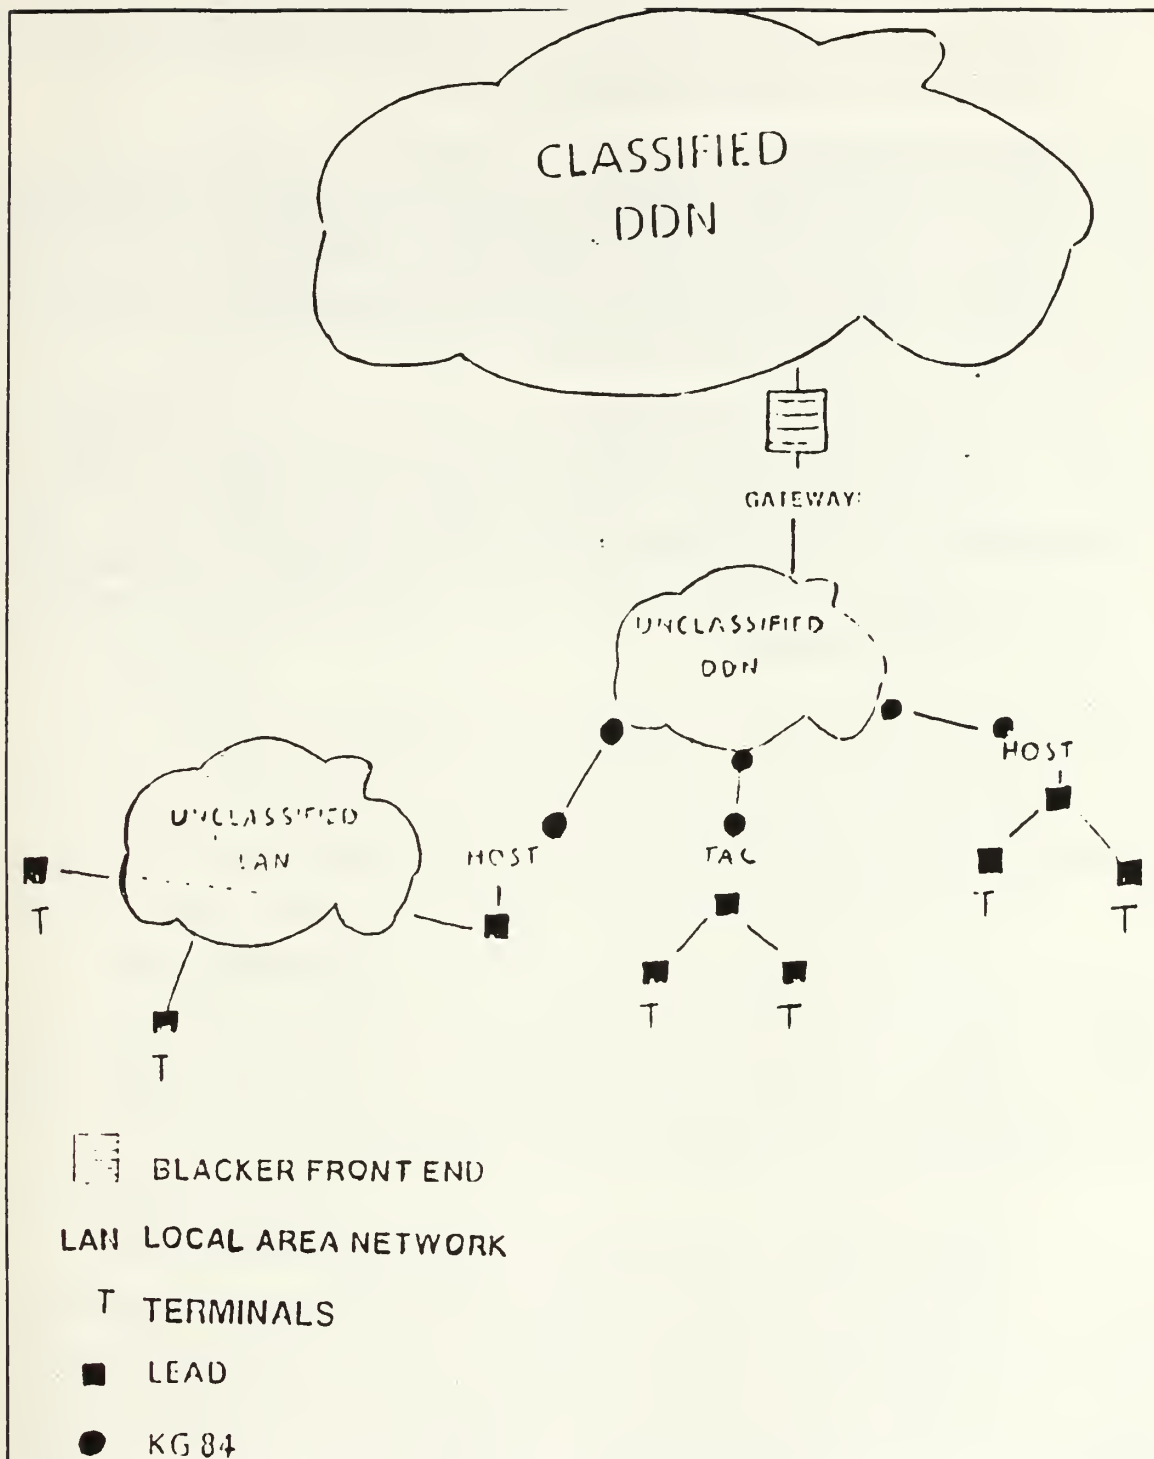 CLASSIFIED
DDN
GATEWAY:
UNCLASSIFIED
DDN
HOST
UNCLASSIFIED
LAN
HOST
TAC
T
T
T
T
T
T
BLACKER FRONT END
LAN LOCAL AREA NETWORK
T TERMINALS
LEAD
KG 84